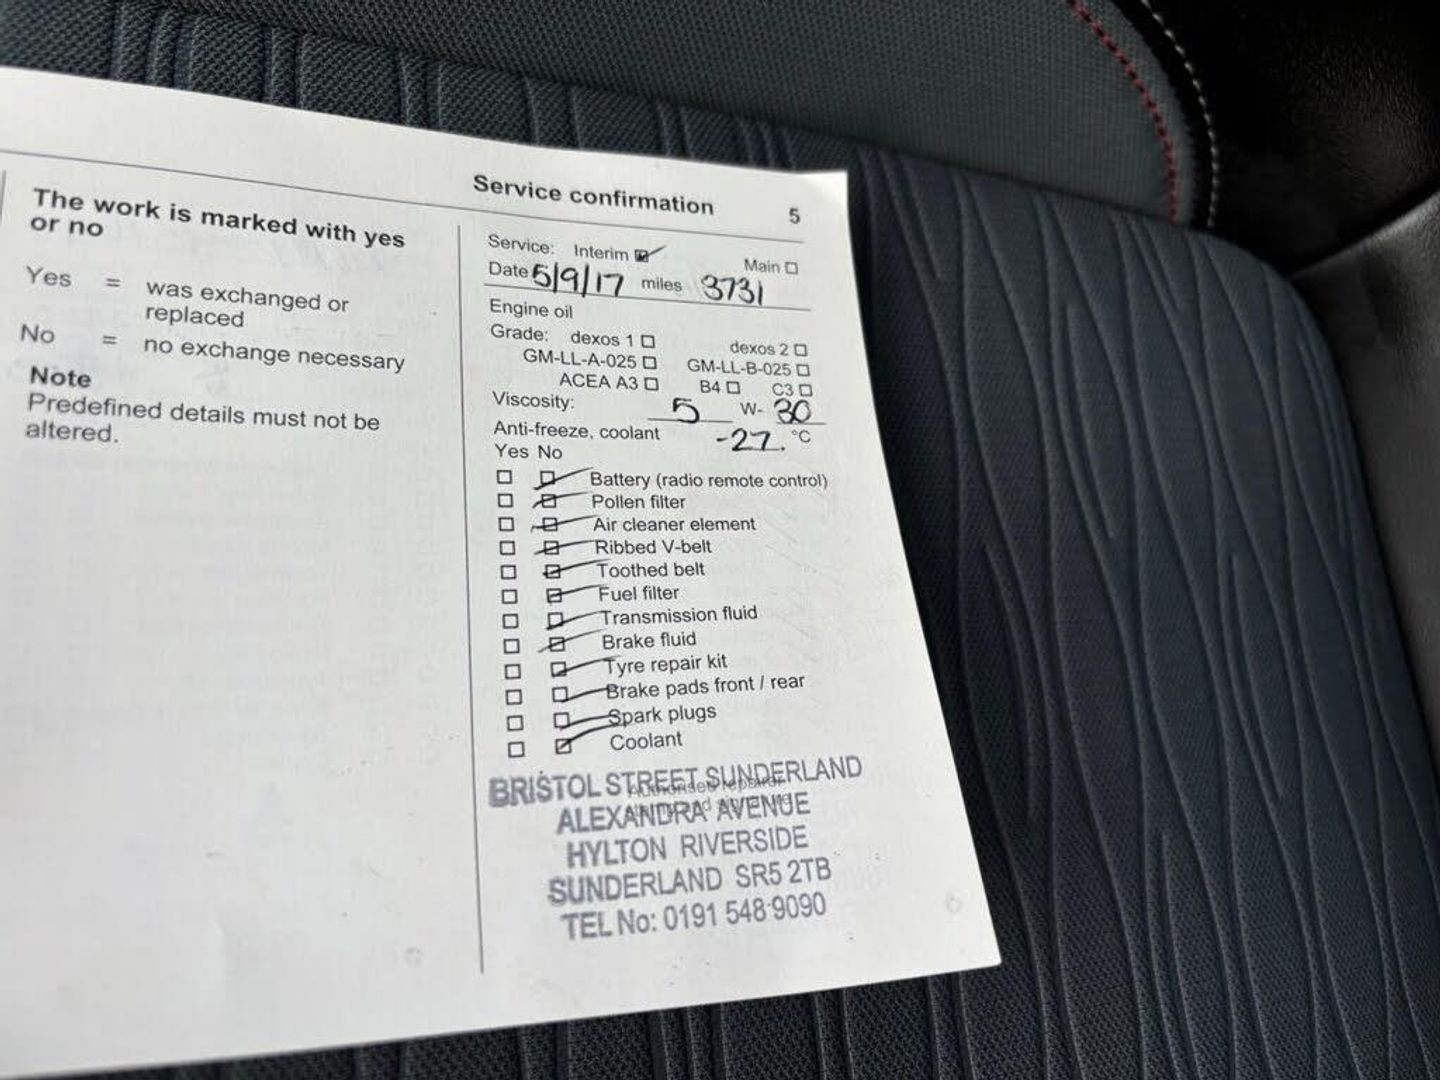 Service confirmation 5
The work is marked with yes
or no
Yes = was exchanged or
replaced
No = no exchange necessary
Note
Predefined details must not be
altered.
Service: Interim ☑ Main ☐
Date 5/9/17 miles 3731
Engine oil
Grade: dexos 1 ☐ dexos 2 ☐
GM-LL-A-025 ☐ GM-LL-B-025 ☐
ACEA A3 ☐ B4 ☐ C3 ☐
Viscosity: 5 W- 30
Anti-freeze, coolant -27. °C
Yes No
☐ ☑ Battery (radio remote control)
☐ ☑ Pollen filter
☐ ☑ Air cleaner element
☐ ☑ Ribbed V-belt
☐ ☑ Toothed belt
☐ ☑ Fuel filter
☐ ☑ Transmission fluid
☐ ☑ Brake fluid
☐ ☑ Tyre repair kit
☐ ☑ Brake pads front / rear
☐ ☑ Spark plugs
☐ ☑ Coolant
BRISTOL STREET SUNDERLAND
Authorised repairer
ALEXANDRA AVENUE
HYLTON RIVERSIDE
SUNDERLAND SR5 2TB
TEL No: 0191 548 9090